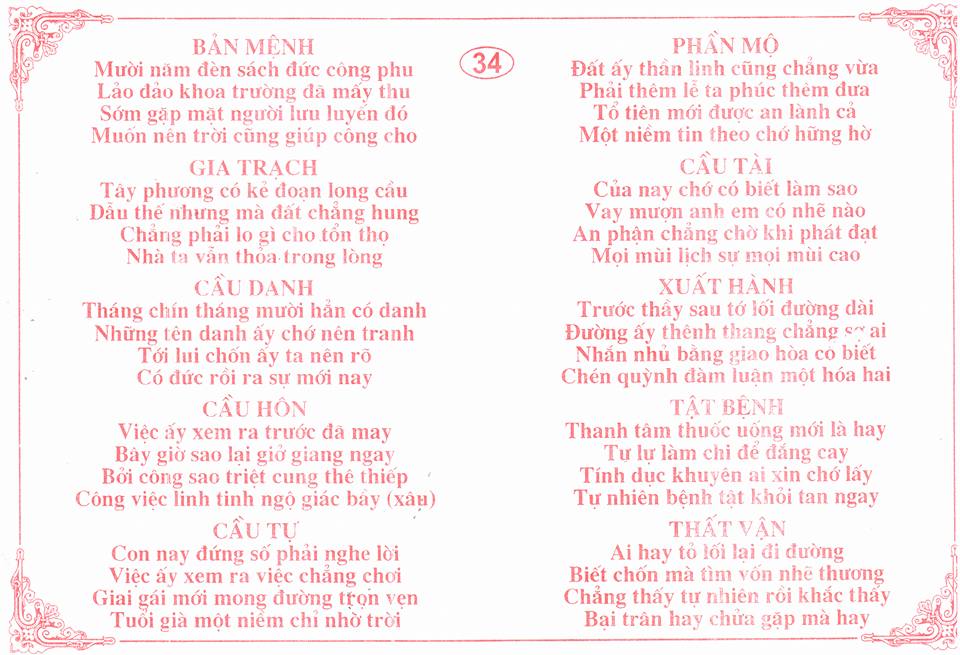 BẢN MỆNH
Mười năm đèn sách đức công phu
Lảo dảo khoa trường đã mấy thu
Sớm gặp mặt người lưu luyến đó
Muốn nên trời cũng giúp công cho
GIA TRẠCH
Tây phương có kẻ đoạn long cầu
Dẫu thế nhưng mà đất chẳng hung
Chẳng phải lo gì cho tổn thọ
Nhà ta vẫn thỏa trong lòng
CẦU DANH
Tháng chín tháng mười hẳn có danh
Những tên danh ấy chớ nên tranh
Tới lui chốn ấy ta nên rõ
Có đức rồi ra sự mới nay
CẦU HÔN
Việc ấy xem ra trước đã may
Bây giờ sao lại giở giang ngay
Bởi công sao triệt cung thê thiếp
Công việc linh tinh ngộ giác bây (xâu)
CẦU TỰ
Con nay đứng số phải nghe lời
Việc ấy xem ra việc chẳng chơi
Giai gái mới mong đường trọn vẹn
Tuổi già một niềm chỉ nhờ trời
34
PHẦN MỘ
Đất ấy thần linh cũng chẳng vừa
Phải thêm lễ tạ phúc thêm đưa
Tổ tiên mới được an lành cả
Một niềm tin theo chớ hững hờ
CẦU TÀI
Của nay chớ có biết làm sao
Vay mượn anh em có nhẽ nào
An phận chẳng chờ khi phát đạt
Mọi mùi lịch sự mọi mùi cao
XUẤT HÀNH
Trước thầy sau tớ lối đường dài
Đường ấy thênh thang chẳng sợ ai
Nhắn nhủ bằng giao hòa có biết
Chén quỳnh đàm luận một hóa hai
TẬT BỆNH
Thanh tâm thuốc uống mới là hay
Tự lự làm chi để đắng cay
Tính dục khuyên ai xin chớ lấy
Tự nhiên bệnh tật khỏi tan ngay
THẤT VẬN
Ai hay tỏ lối lại đi đường
Biết chốn mà tìm vốn nhẽ thương
Chẳng thấy tự nhiên rồi khắc thấy
Bại trân hay chửa gặp mà hay